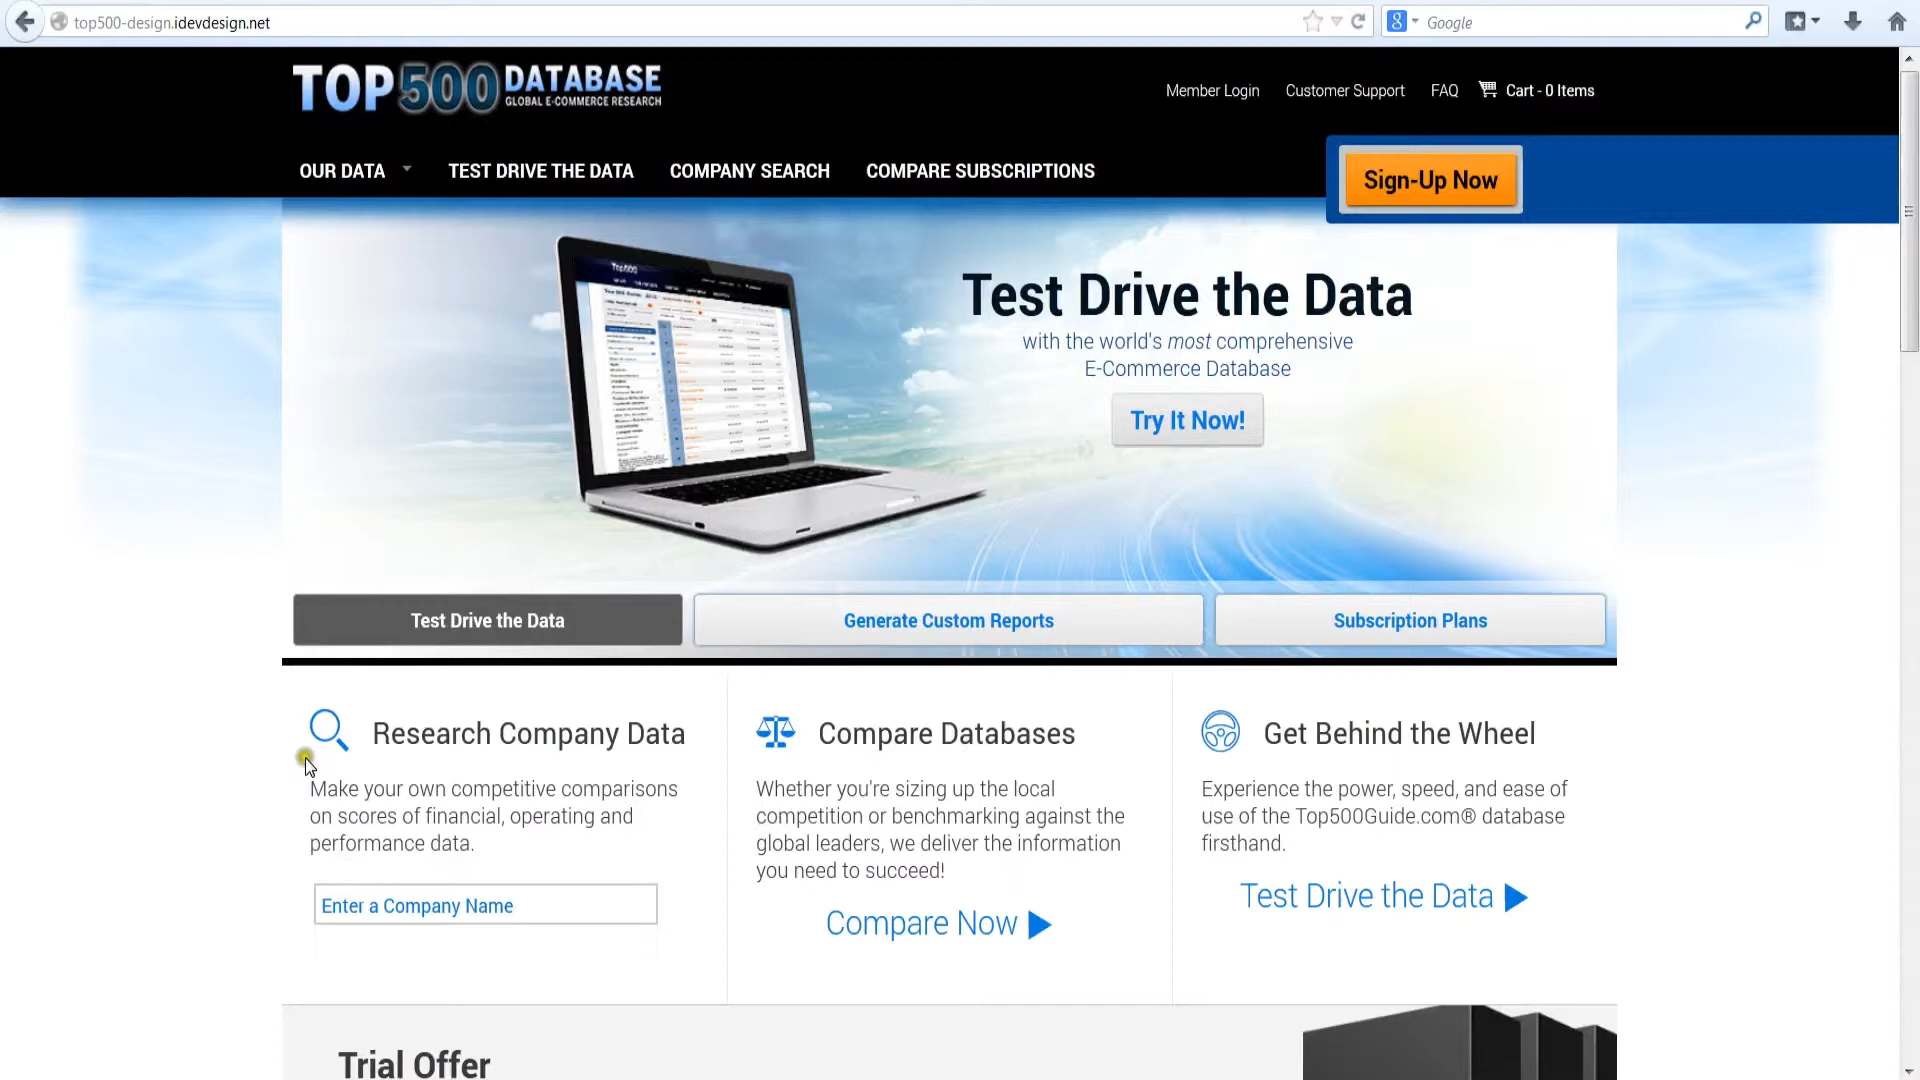 top500-design.idevdesign.net
Google
TOP500 DATABASE
GLOBAL E-COMMERCE RESEARCH
Member Login
Customer Support
FAQ
Cart - 0 Items
OUR DATA
TEST DRIVE THE DATA
COMPANY SEARCH
COMPARE SUBSCRIPTIONS
Sign-Up Now
Top500
Test Drive the Data
with the world's most comprehensive
E-Commerce Database
Try It Now!
Test Drive the Data
Generate Custom Reports
Subscription Plans
Research Company Data
Make your own competitive comparisons
on scores of financial, operating and
performance data.
Enter a Company Name
Compare Databases
Whether you're sizing up the local
competition or benchmarking against the
global leaders, we deliver the information
you need to succeed!
Compare Now
Get Behind the Wheel
Experience the power, speed, and ease of
use of the Top500Guide.com® database
firsthand.
Test Drive the Data
Trial Offer